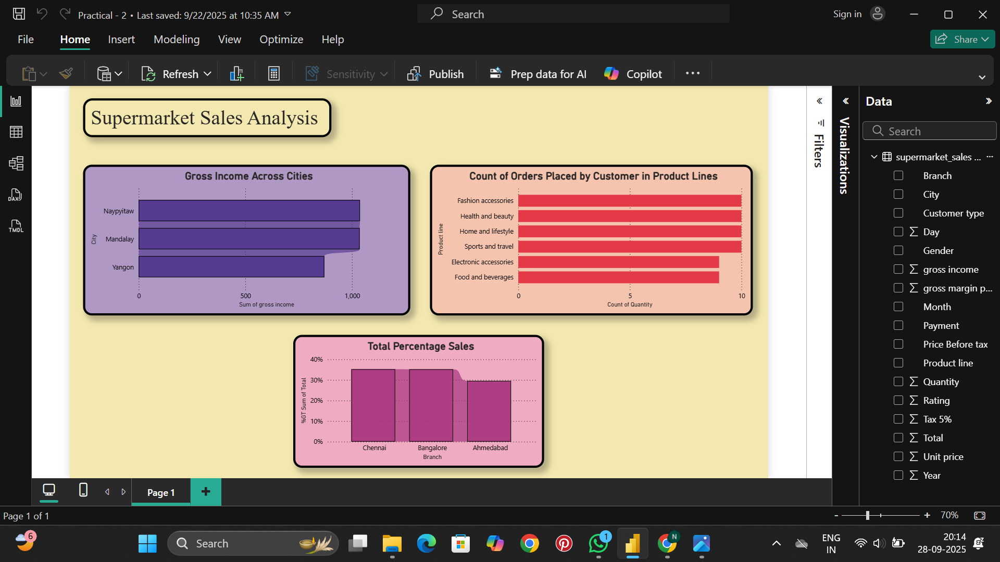 Practical - 2 • Last saved: 9/22/2025 at 10:35 AM
Search
Sign in
File Home Insert Modeling View Optimize Help
Share
Refresh
Sensitivity
Publish
Prep data for AI
Copilot
DAX
TMDL
Supermarket Sales Analysis
Gross Income Across Cities
City
Naypyitaw
Mandalay
Yangon
0 500 1,000
Sum of gross income
Count of Orders Placed by Customer in Product Lines
Product line
Fashion accessories
Health and beauty
Home and lifestyle
Sports and travel
Electronic accessories
Food and beverages
0 5 10
Count of Quantity
Total Percentage Sales
%GT Sum of Total
40%
30%
20%
10%
0%
Chennai Bangalore Ahmedabad
Branch
Filters
Visualizations
Data
Search
supermarket_sales ...
Branch
City
Customer type
Day
Gender
gross income
gross margin p...
Month
Payment
Price Before tax
Product line
Quantity
Rating
Tax 5%
Total
Unit price
Year
Page 1
Page 1 of 1
70%
6
Search
1
N
ENG
IN
20:14
28-09-2025